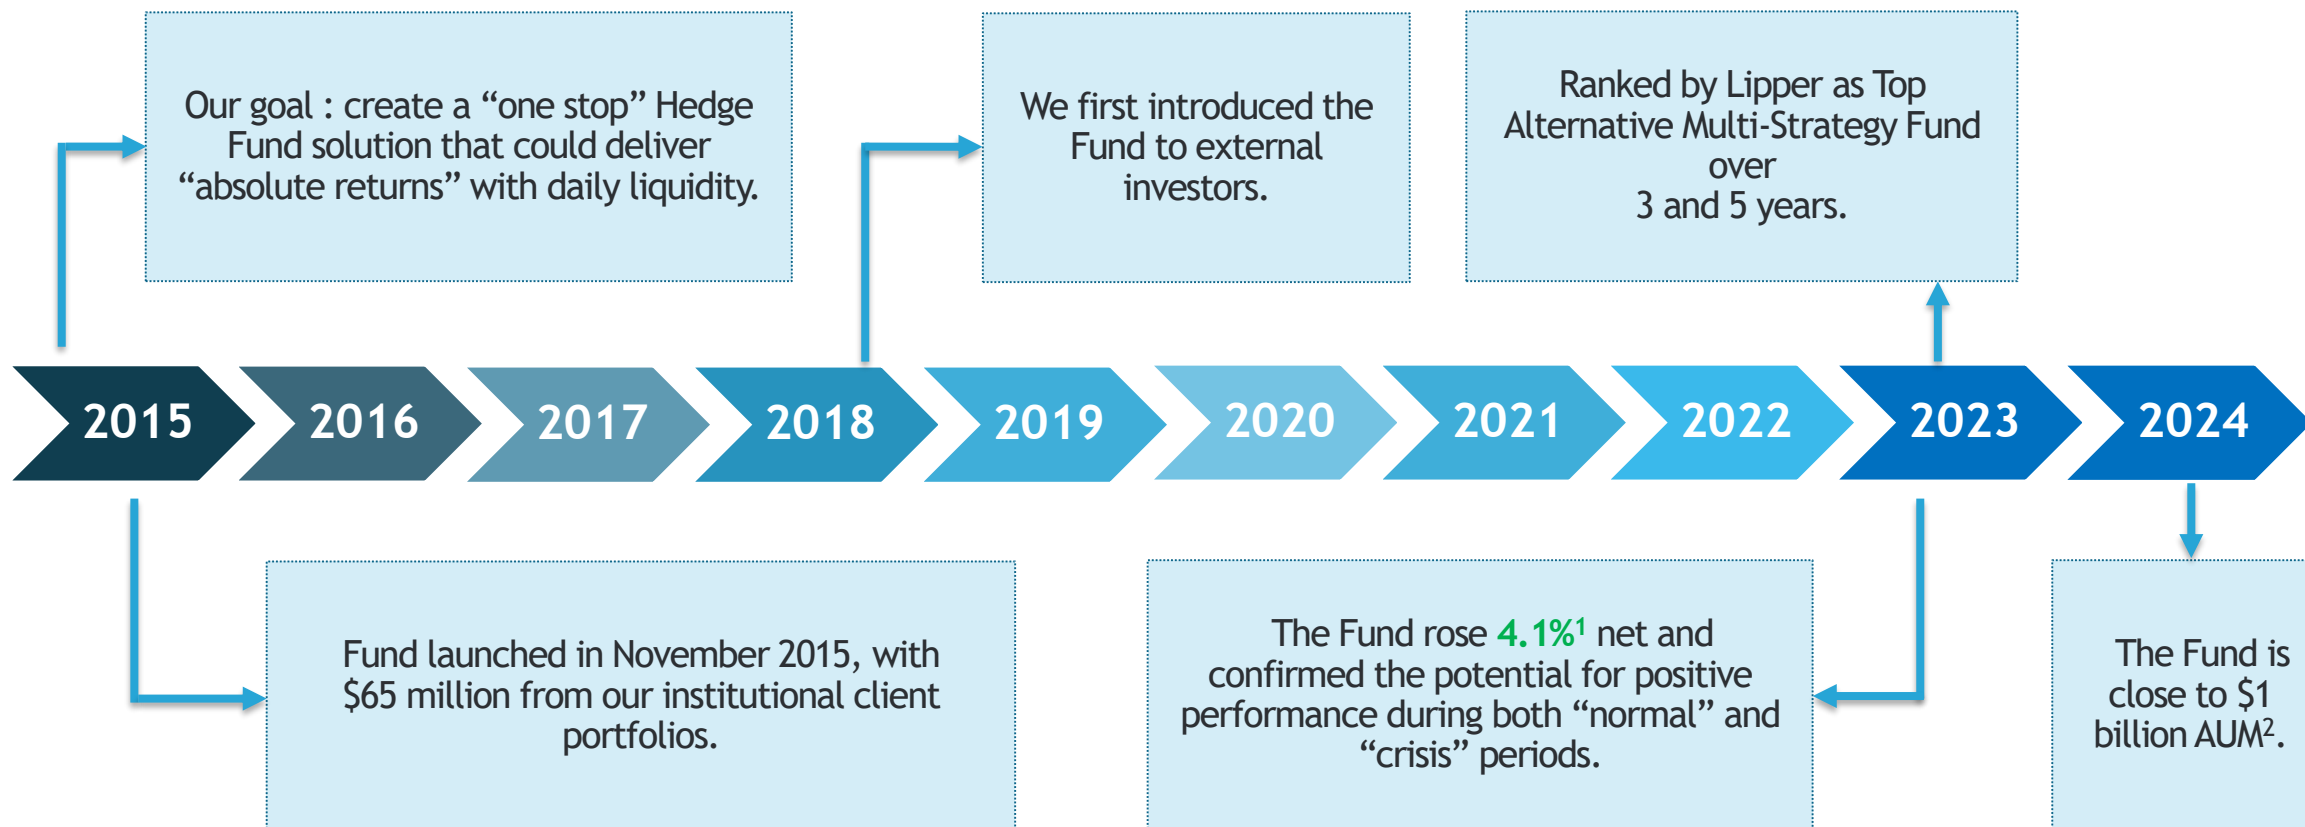 Our goal : create a “one stop” Hedge
Fund solution that could deliver
“absolute returns” with daily liquidity.
We first introduced the
Fund to external
investors.
Ranked by Lipper as Top
Alternative Multi-Strategy Fund
over
3 and 5 years.
2015
2016
2017
2018
2019
2020
2021
2022
2023
2024
Fund launched in November 2015, with
$65 million from our institutional client
portfolios.
The Fund rose 4.1%¹ net and
confirmed the potential for positive
performance during both “normal” and
“crisis” periods.
The Fund is
close to $1
billion AUM².